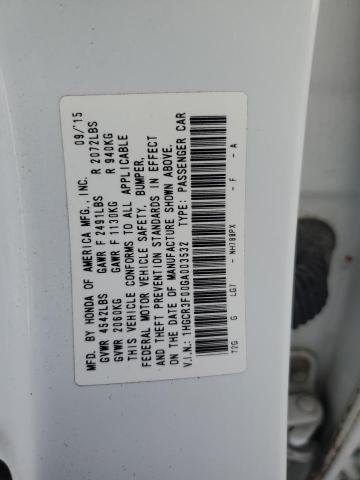 MFD. BY HONDA OF AMERICA MFG., INC. 09/15
GVWR 4542LBS GAWR F 2491LBS R 2072LBS
GVWR 2060KG GAWR F 1130KG R 940KG
THIS VEHICLE CONFORMS TO ALL APPLICABLE
FEDERAL MOTOR VEHICLE SAFETY, BUMPER,
AND THEFT PREVENTION STANDARDS IN EFFECT
ON THE DATE OF MANUFACTURE SHOWN ABOVE.
V.I.N.: 1HGCR3F00GA003532 TYPE: PASSENGER CAR
T2G G LG7 NH788PX - F - A